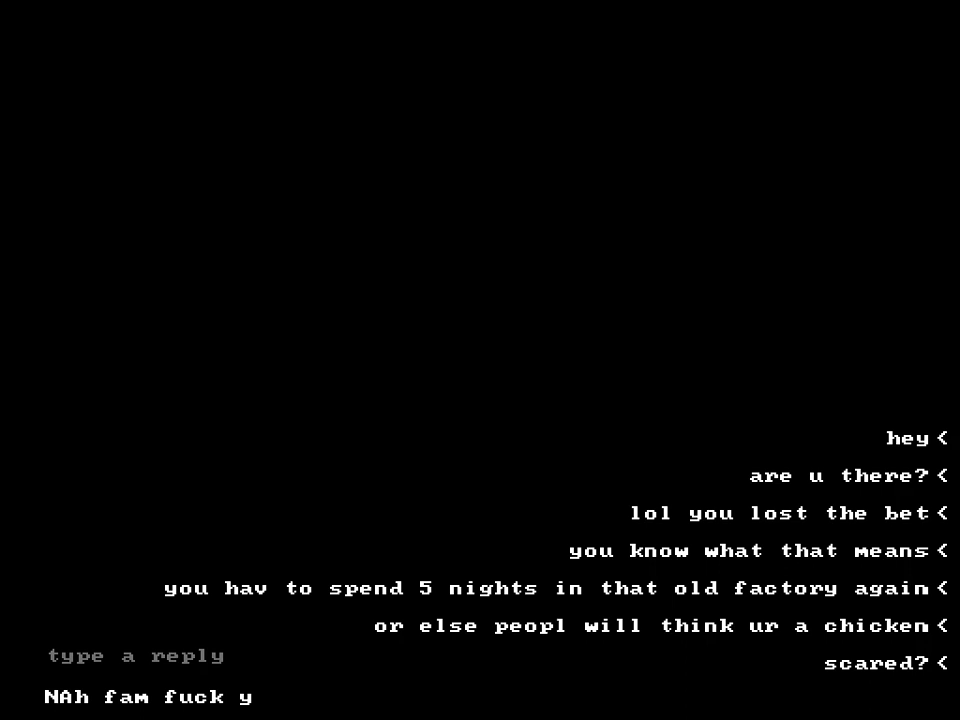 hey <
are u there? <
lol you lost the bet <
you know what that means <
you hav to spend 5 nights in that old factory again <
or else peopl will think ur a chicken <
type a reply
scared? <
NAh fam fuck y